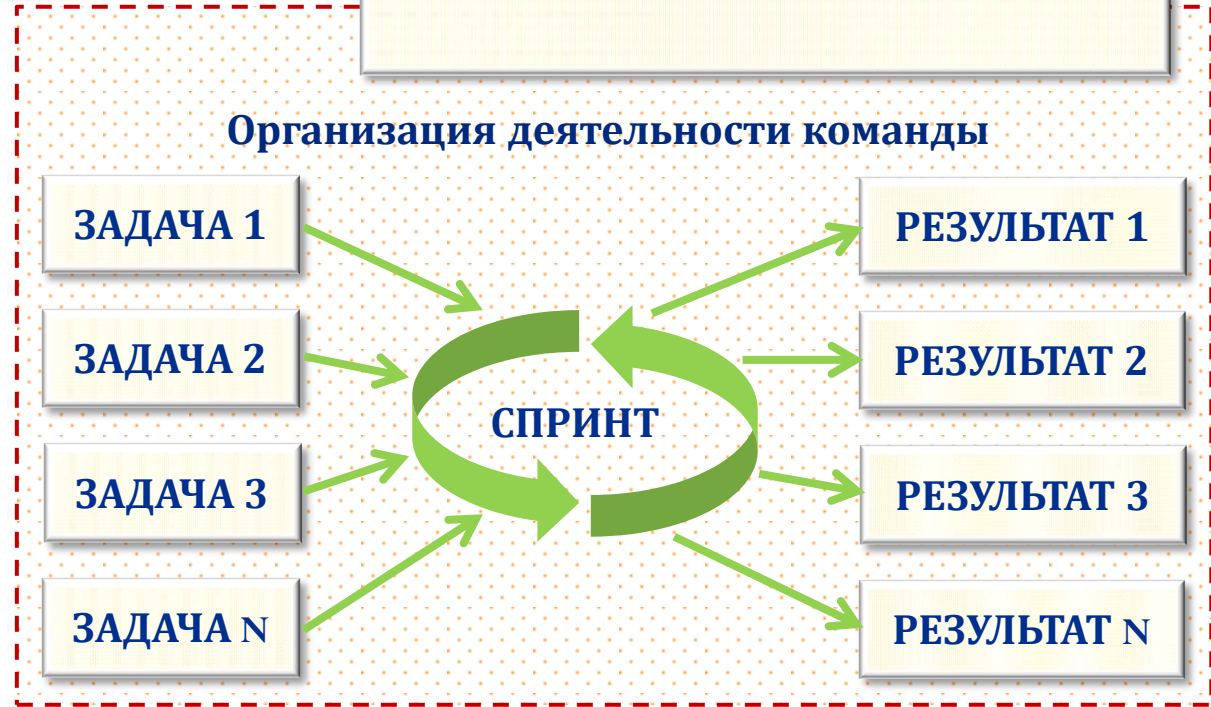 Организация деятельности команды
ЗАДАЧА 1
ЗАДАЧА 2
ЗАДАЧА 3
ЗАДАЧА N
СПРИНТ
РЕЗУЛЬТАТ 1
РЕЗУЛЬТАТ 2
РЕЗУЛЬТАТ 3
РЕЗУЛЬТАТ N